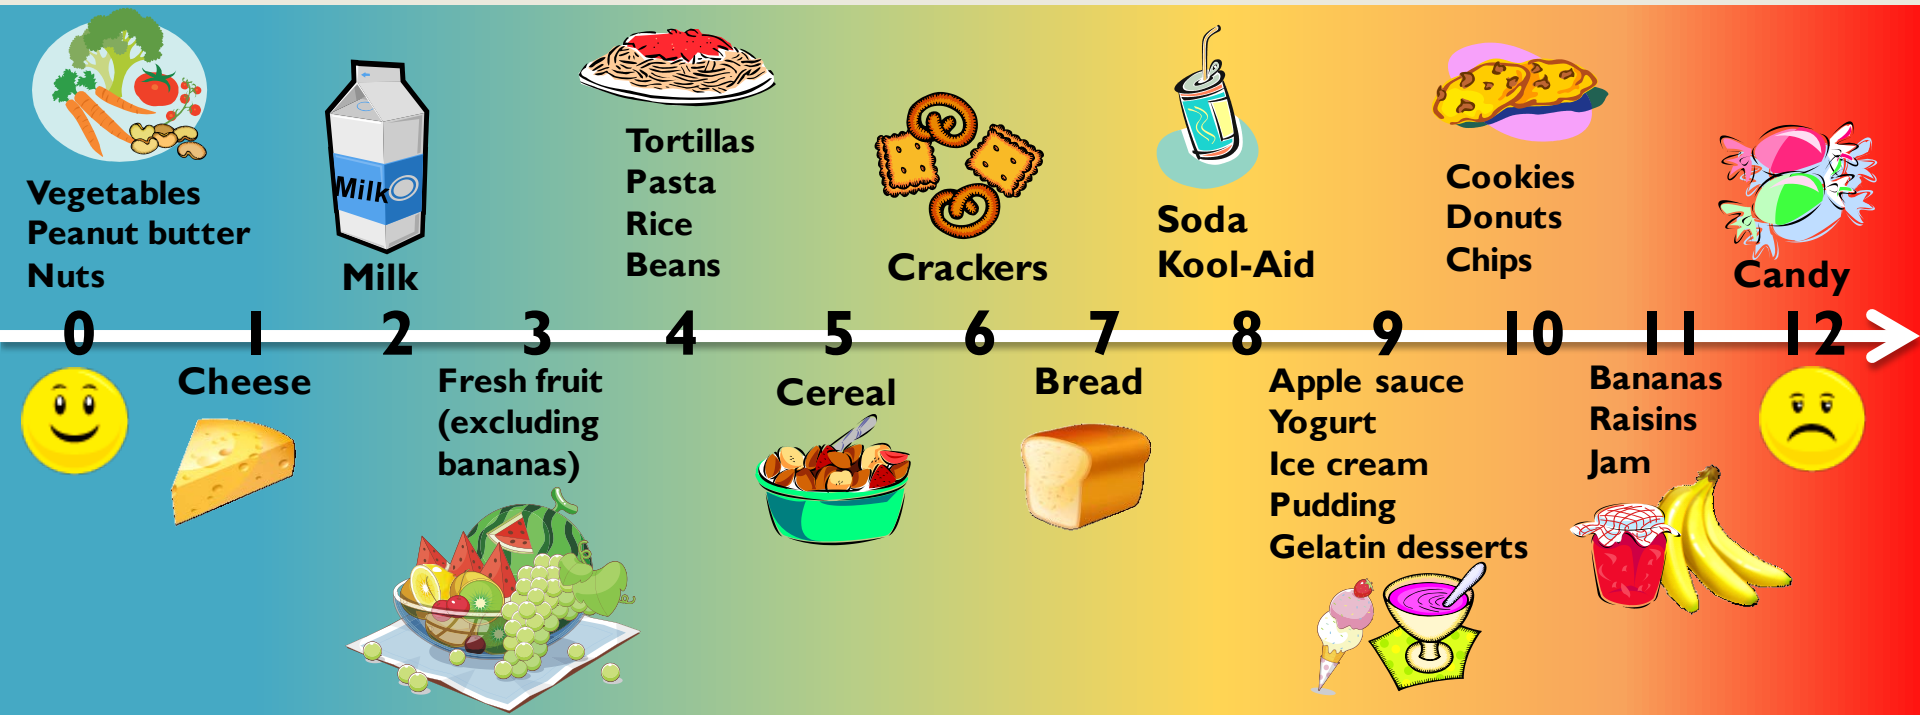 Milk
Vegetables
Peanut butter
Nuts
Milk
Tortillas
Pasta
Rice
Beans
Crackers
Soda
Kool-Aid
Cookies
Donuts
Chips
Candy
0 1 2 3 4 5 6 7 8 9 10 11 12
Cheese
Fresh fruit
(excluding
bananas)
Cereal
Bread
Apple sauce
Yogurt
Ice cream
Pudding
Gelatin desserts
Bananas
Raisins
Jam